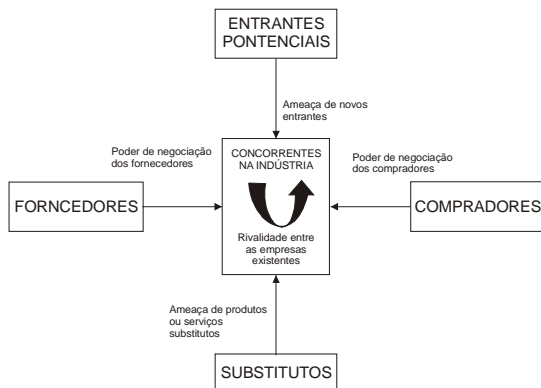 ENTRANTES
PONTENCIAIS
Ameaça de novos
entrantes
Poder de negociação
dos fornecedores
CONCORRENTES
NA INDÚSTRIA
Poder de negociação
dos compradores
FORNCEDORES
COMPRADORES
Rivalidade entre
as empresas
existentes
Ameaça de produtos
ou serviços
substitutos
SUBSTITUTOS